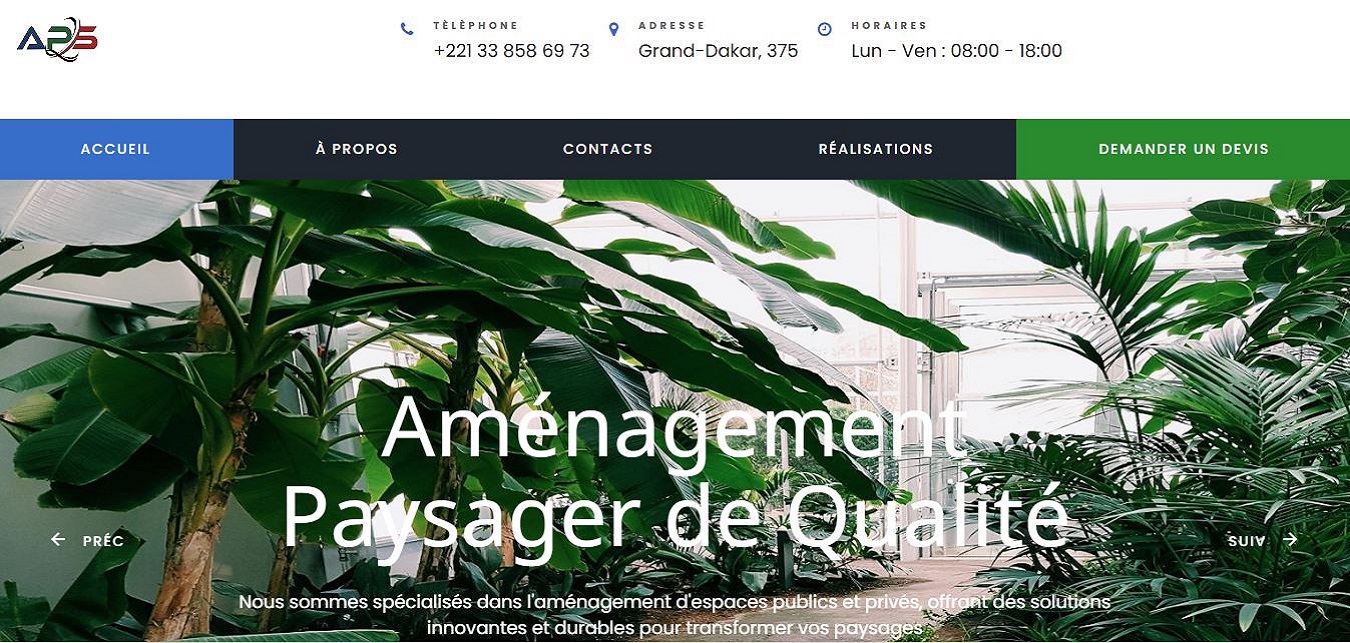 APS
TÈLÈPHONE
+221 33 858 69 73
ADRESSE
Grand-Dakar, 375
HORAIRES
Lun - Ven : 08:00 - 18:00
ACCUEIL
À PROPOS
CONTACTS
RÉALISATIONS
DEMANDER UN DEVIS
Aménagement
Paysager de Qualité
PRÉC
SUIV
Nous sommes spécialisés dans l'aménagement d'espaces publics et privés, offrant des solutions
innovantes et durables pour transformer vos paysages